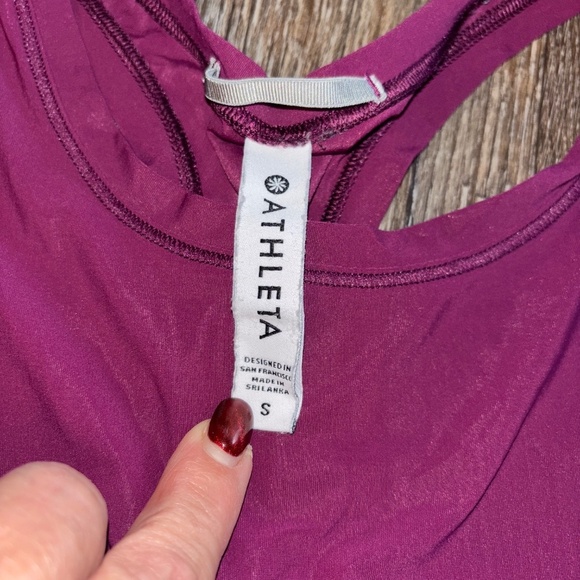 ATHLETA
DESIGNED IN
SAN FRANCISCO
MADE IN
SRI LANKA
S